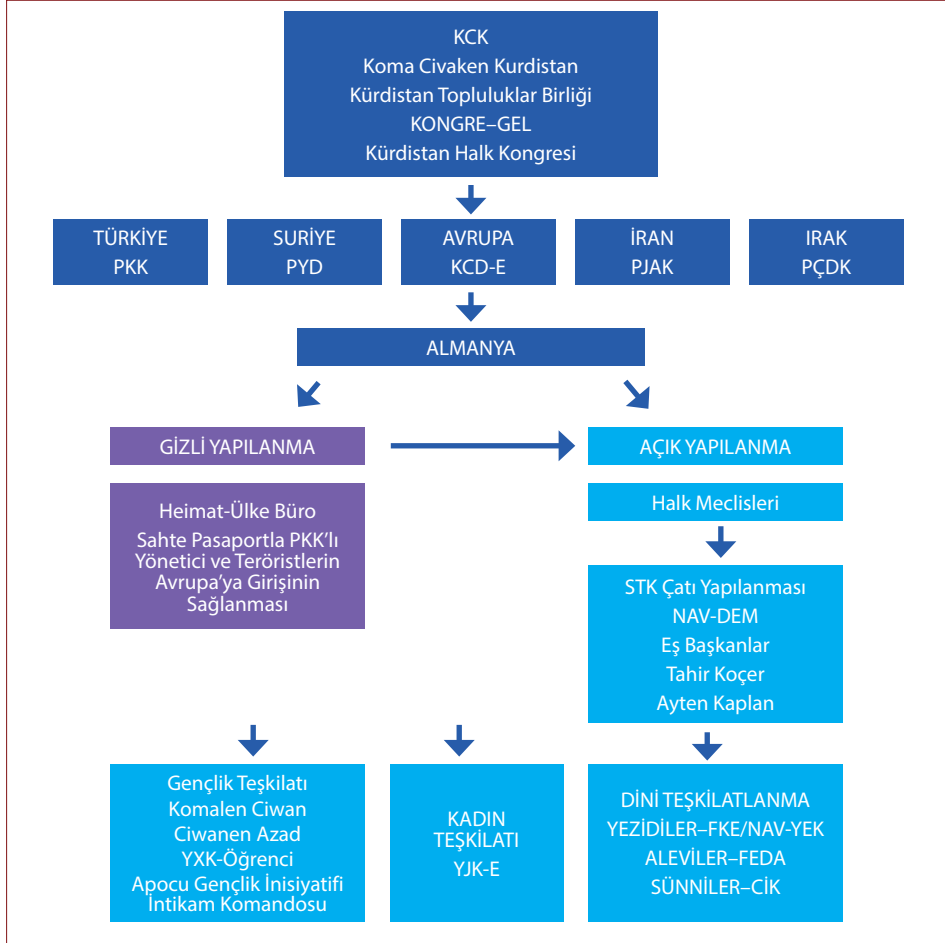 KCK
Koma Civaken Kurdistan
Kürdistan Topluluklar Birliği
KONGRE–GEL
Kürdistan Halk Kongresi
TÜRKİYE
PKK
SURİYE
PYD
AVRUPA
KCD-E
İRAN
PJAK
IRAK
PÇDK
ALMANYA
GİZLİ YAPILANMA
AÇIK YAPILANMA
Heimat-Ülke Büro
Sahte Pasaportla PKK’lı
Yönetici ve Teröristlerin
Avrupa’ya Girişinin
Sağlanması
Halk Meclisleri
STK Çatı Yapılanması
NAV-DEM
Eş Başkanlar
Tahir Koçer
Ayten Kaplan
Gençlik Teşkilatı
Komalen Ciwan
Ciwanen Azad
YXK-Öğrenci
Apocu Gençlik İnisiyatifi
İntikam Komandosu
KADIN
TEŞKİLATI
YJK-E
DİNİ TEŞKİLATLANMA
YEZİDİLER–FKE/NAV-YEK
ALEVİLER–FEDA
SÜNNİLER–CİK